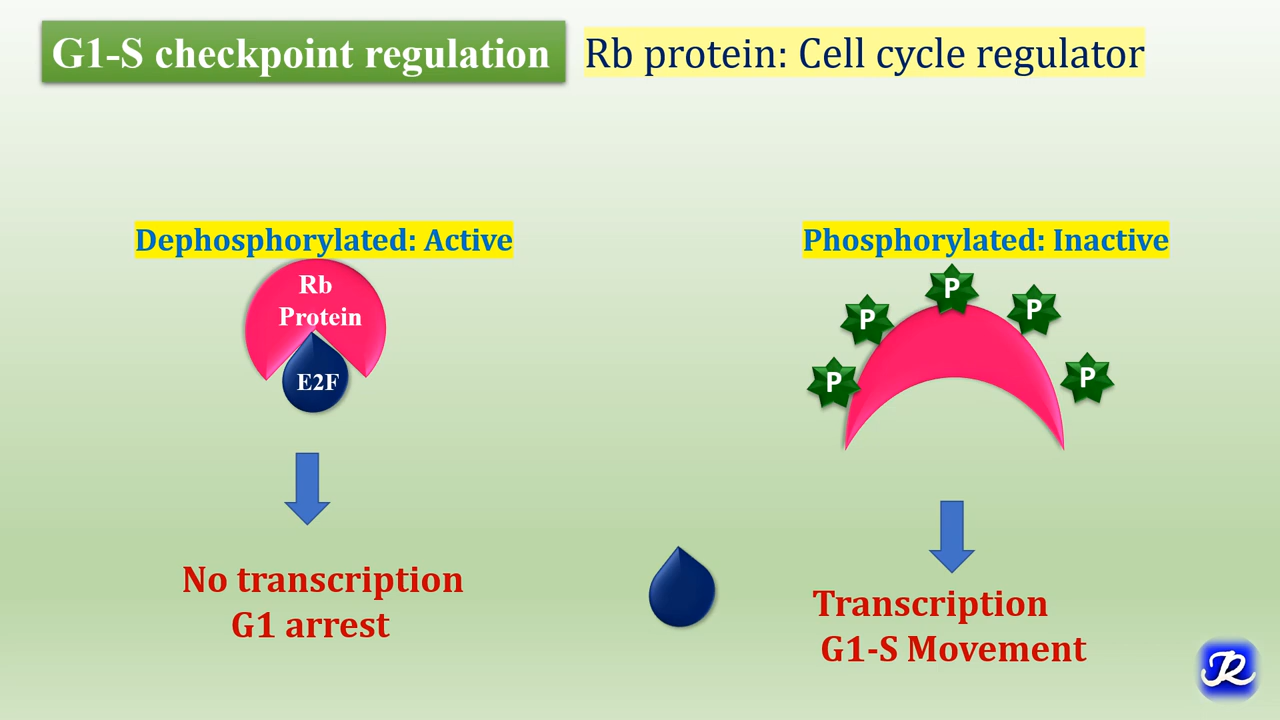 G1-S checkpoint regulation
Rb protein: Cell cycle regulator
Dephosphorylated: Active
Rb
Protein
E2F
No transcription
G1 arrest
Phosphorylated: Inactive
P
P
P
P
P
Transcription
G1-S Movement
JR